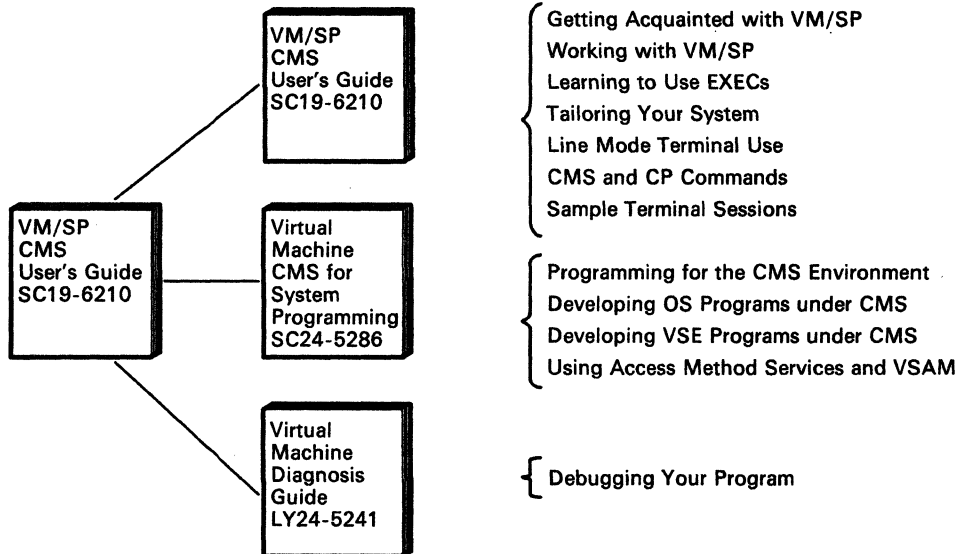 VM/SP
CMS
User's Guide
SC19-6210
Getting Acquainted with VM/SP
Working with VM/SP
Learning to Use EXECs
Tailoring Your System
Line Mode Terminal Use
CMS and CP Commands
Sample Terminal Sessions
VM/SP
CMS
User's Guide
SC19-6210
Virtual
Machine
CMS for
System
Programming
SC24-5286
Programming for the CMS Environment
Developing OS Programs under CMS
Developing VSE Programs under CMS
Using Access Method Services and VSAM
Virtual
Machine
Diagnosis
Guide
LY24-5241
Debugging Your Program